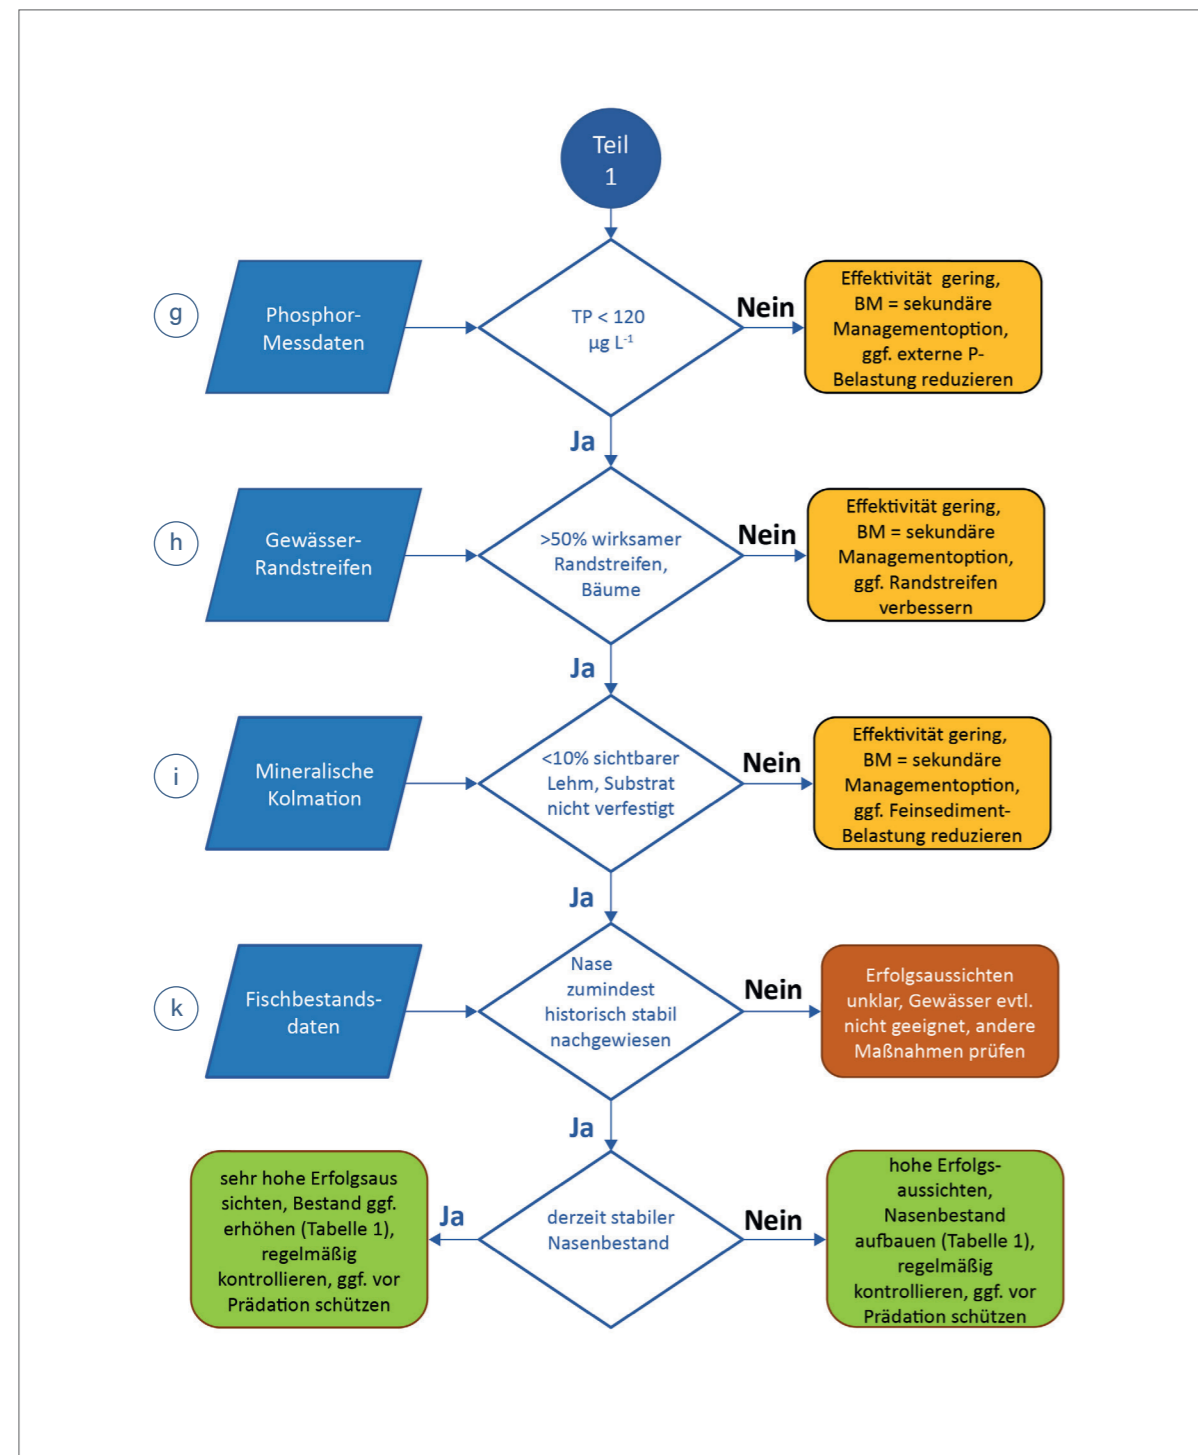 Teil
1
g
Phosphor-
Messdaten
TP < 120
µg L⁻¹
Nein
Effektivität gering,
BM = sekundäre
Managementoption,
ggf. externe P-
Belastung reduzieren
Ja
h
Gewässer-
Randstreifen
>50% wirksamer
Randstreifen,
Bäume
Nein
Effektivität gering,
BM = sekundäre
Managementoption,
ggf. Randstreifen
verbessern
Ja
i
Mineralische
Kolmation
<10% sichtbarer
Lehm, Substrat
nicht verfestigt
Nein
Effektivität gering,
BM = sekundäre
Managementoption,
ggf. Feinsediment-
Belastung reduzieren
Ja
k
Fischbestands-
daten
Nase
zumindest
historisch stabil
nachgewiesen
Nein
Erfolgsaussichten
unklar, Gewässer evtl.
nicht geeignet, andere
Maßnahmen prüfen
Ja
sehr hohe Erfolgsaus
sichten, Bestand ggf.
erhöhen (Tabelle 1),
regelmäßig
kontrollieren, ggf. vor
Prädation schützen
Ja
derzeit stabiler
Nasenbestand
Nein
hohe Erfolgs-
aussichten,
Nasenbestand
aufbauen (Tabelle 1),
regelmäßig
kontrollieren, ggf. vor
Prädation schützen